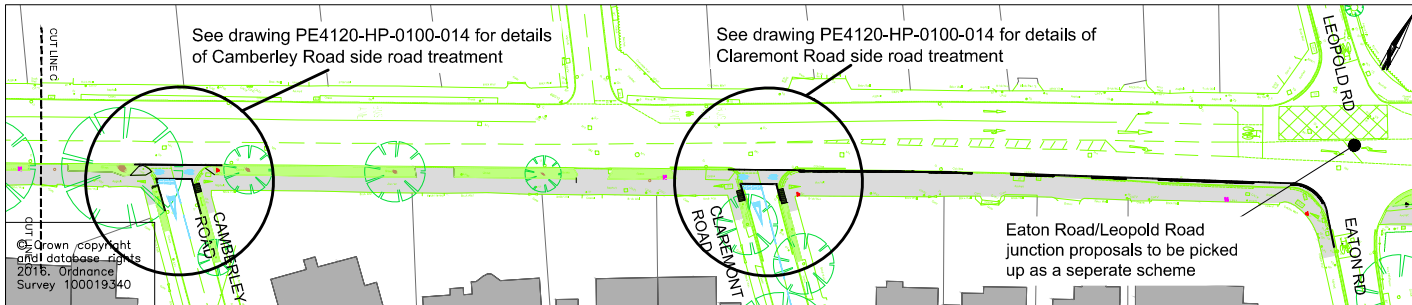 See drawing PE4120-HP-0100-014 for details
of Camberley Road side road treatment
See drawing PE4120-HP-0100-014 for details of
Claremont Road side road treatment
LEOPOLD RD
CUT LINE C
CAMBERLEY
ROAD
CLAREMONT
ROAD
EATON RD
Eaton Road/Leopold Road
junction proposals to be picked
up as a seperate scheme
© Crown copyright
and database rights
2016. Ordnance
Survey 100019340